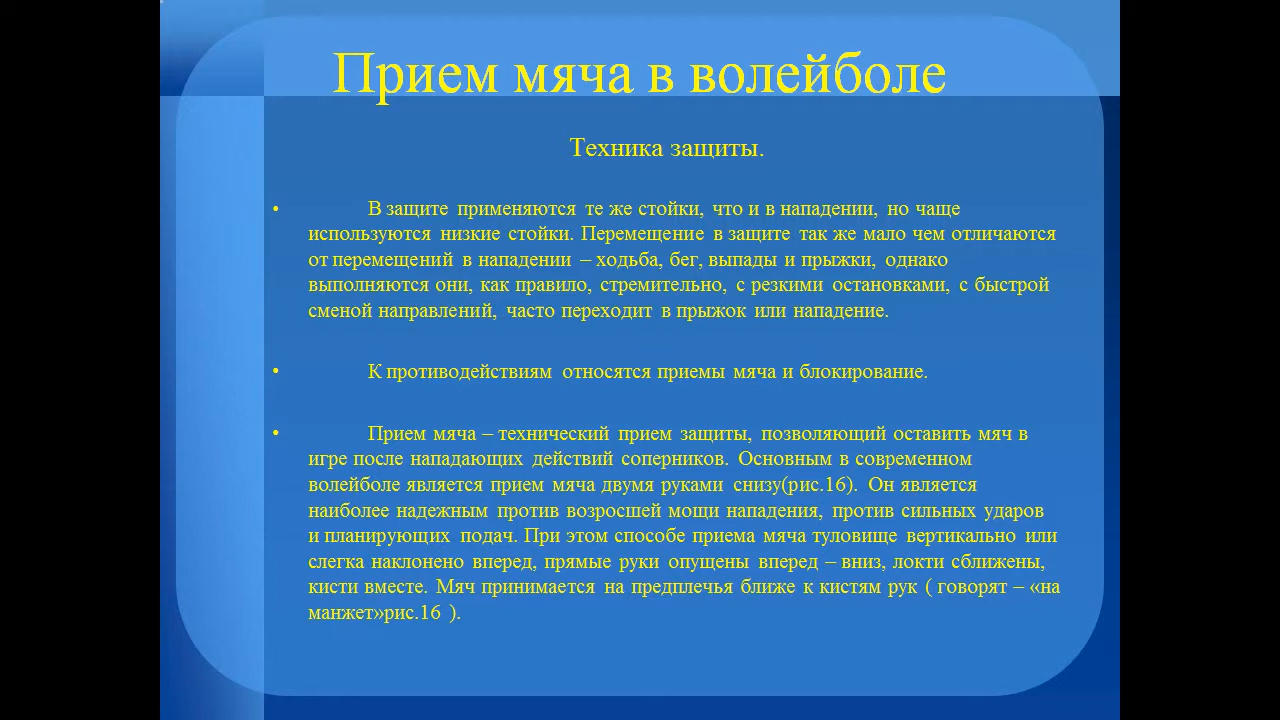 Прием мяча в волейболе
Техника защиты.
• В защите применяются те же стойки, что и в нападении, но чаще
используются низкие стойки. Перемещение в защите так же мало чем отличаются
от перемещений в нападении – ходьба, бег, выпады и прыжки, однако
выполняются они, как правило, стремительно, с резкими остановками, с быстрой
сменой направлений, часто переходит в прыжок или нападение.
• К противодействиям относятся приемы мяча и блокирование.
• Прием мяча – технический прием защиты, позволяющий оставить мяч в
игре после нападающих действий соперников. Основным в современном
волейболе является прием мяча двумя руками снизу(рис.16). Он является
наиболее надежным против возросшей мощи нападения, против сильных ударов
и планирующих подач. При этом способе приема мяча туловище вертикально или
слегка наклонено вперед, прямые руки опущены вперед – вниз, локти сближены,
кисти вместе. Мяч принимается на предплечья ближе к кистям рук ( говорят – «на
манжет»рис.16 ).